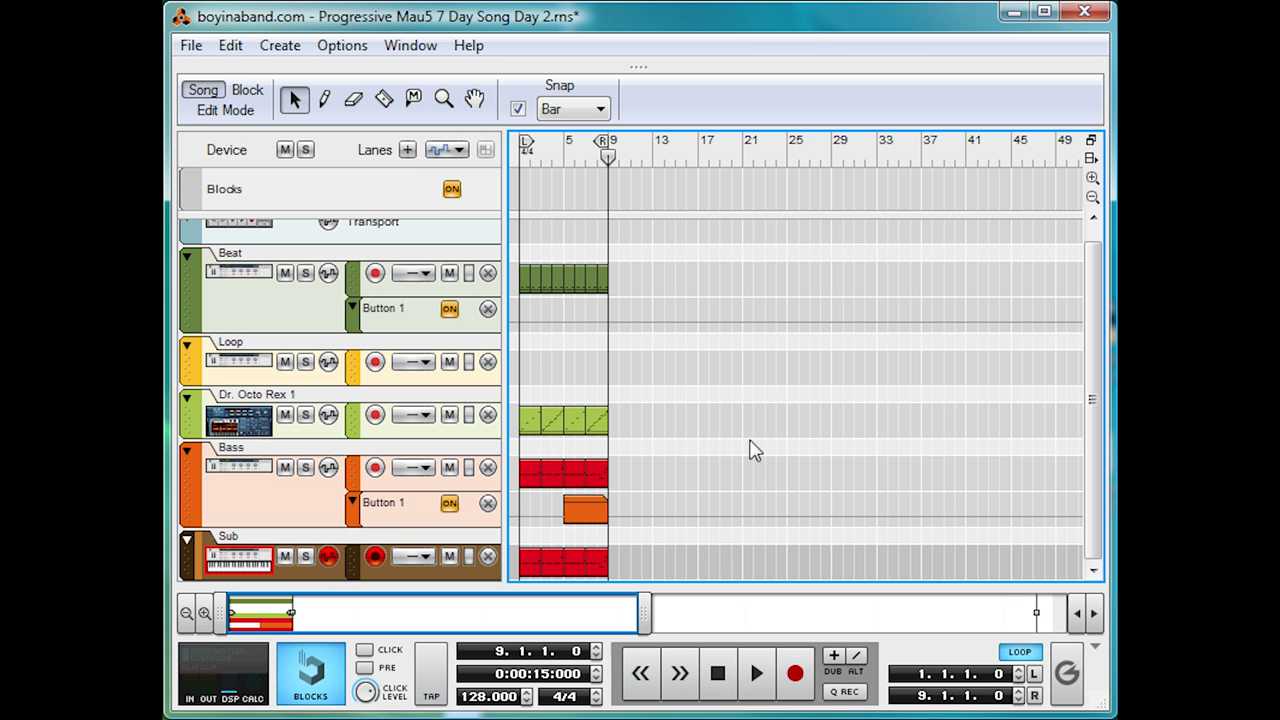 boyinaband.com - Progressive Mau5 7 Day Song Day 2.rns*
File Edit Create Options Window Help
Song Block
Edit Mode
M
Snap
Bar
Device M S Lanes +
L 5 R 9 13 17 21 25 29 33 37 41 45 49
4/4
Blocks ON
Transport
Beat
M S M
Button 1 ON
Loop
M S M
Dr. Octo Rex 1
M S M
Bass
M S M
Button 1 ON
Sub
M S M
CLICK
PRE
CLICK LEVEL
BLOCKS
TAP
IN OUT DSP CALC
9. 1. 1. 0
0:00:15:000
128.000 4/4
DUB ALT
Q REC
LOOP
1. 1. 1. 0 L
9. 1. 1. 0 R